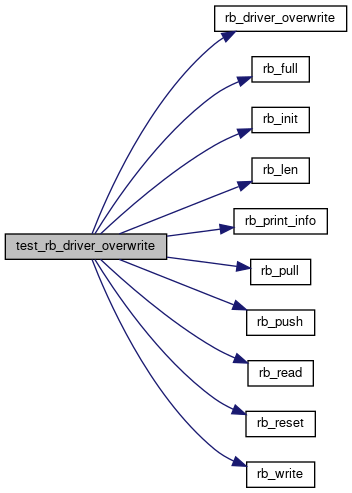 rb_driver_overwrite
rb_full
rb_init
rb_len
test_rb_driver_overwrite
rb_print_info
rb_pull
rb_push
rb_read
rb_reset
rb_write